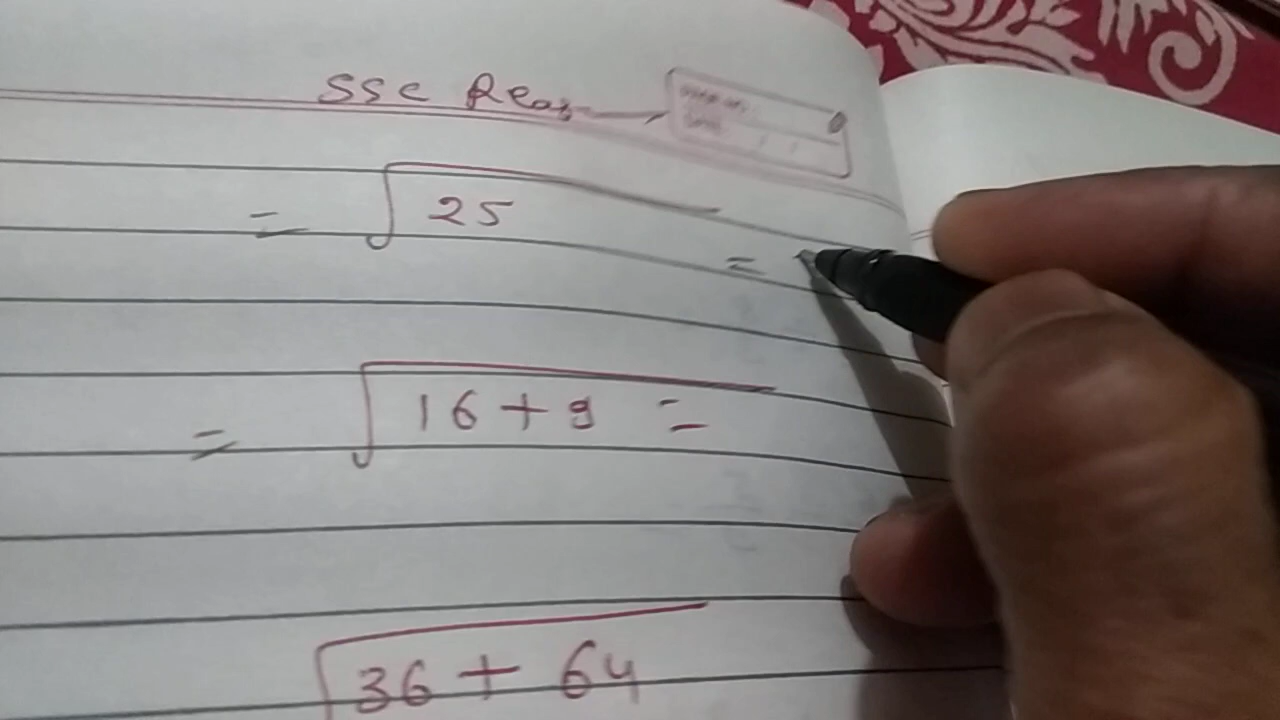 SSC Reas
= √25 =
= √16 + 9 =
√36 + 64